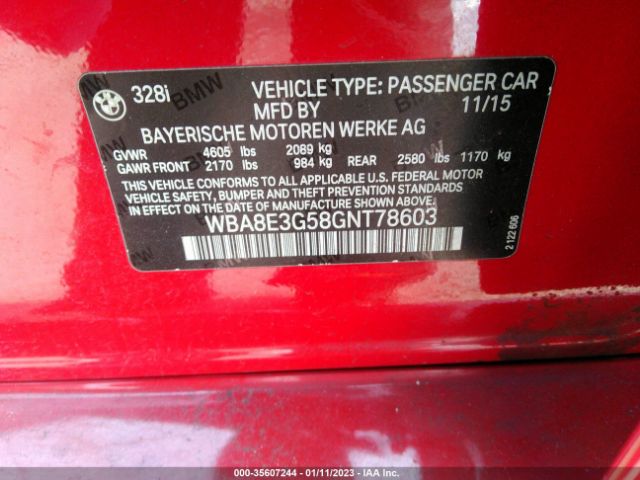 328i VEHICLE TYPE: PASSENGER CAR
MFD BY 11/15
BAYERISCHE MOTOREN WERKE AG
GVWR 4605 lbs 2089 kg
GAWR FRONT 2170 lbs 984 kg REAR 2580 lbs 1170 kg
THIS VEHICLE CONFORMS TO ALL APPLICABLE U.S. FEDERAL MOTOR
VEHICLE SAFETY, BUMPER AND THEFT PREVENTION STANDARDS
IN EFFECT ON THE DATE OF MANUFACTURE SHOWN ABOVE.
WBA8E3G58GNT78603
2 122 606
000-35607244 - 01/11/2023 - IAA Inc.